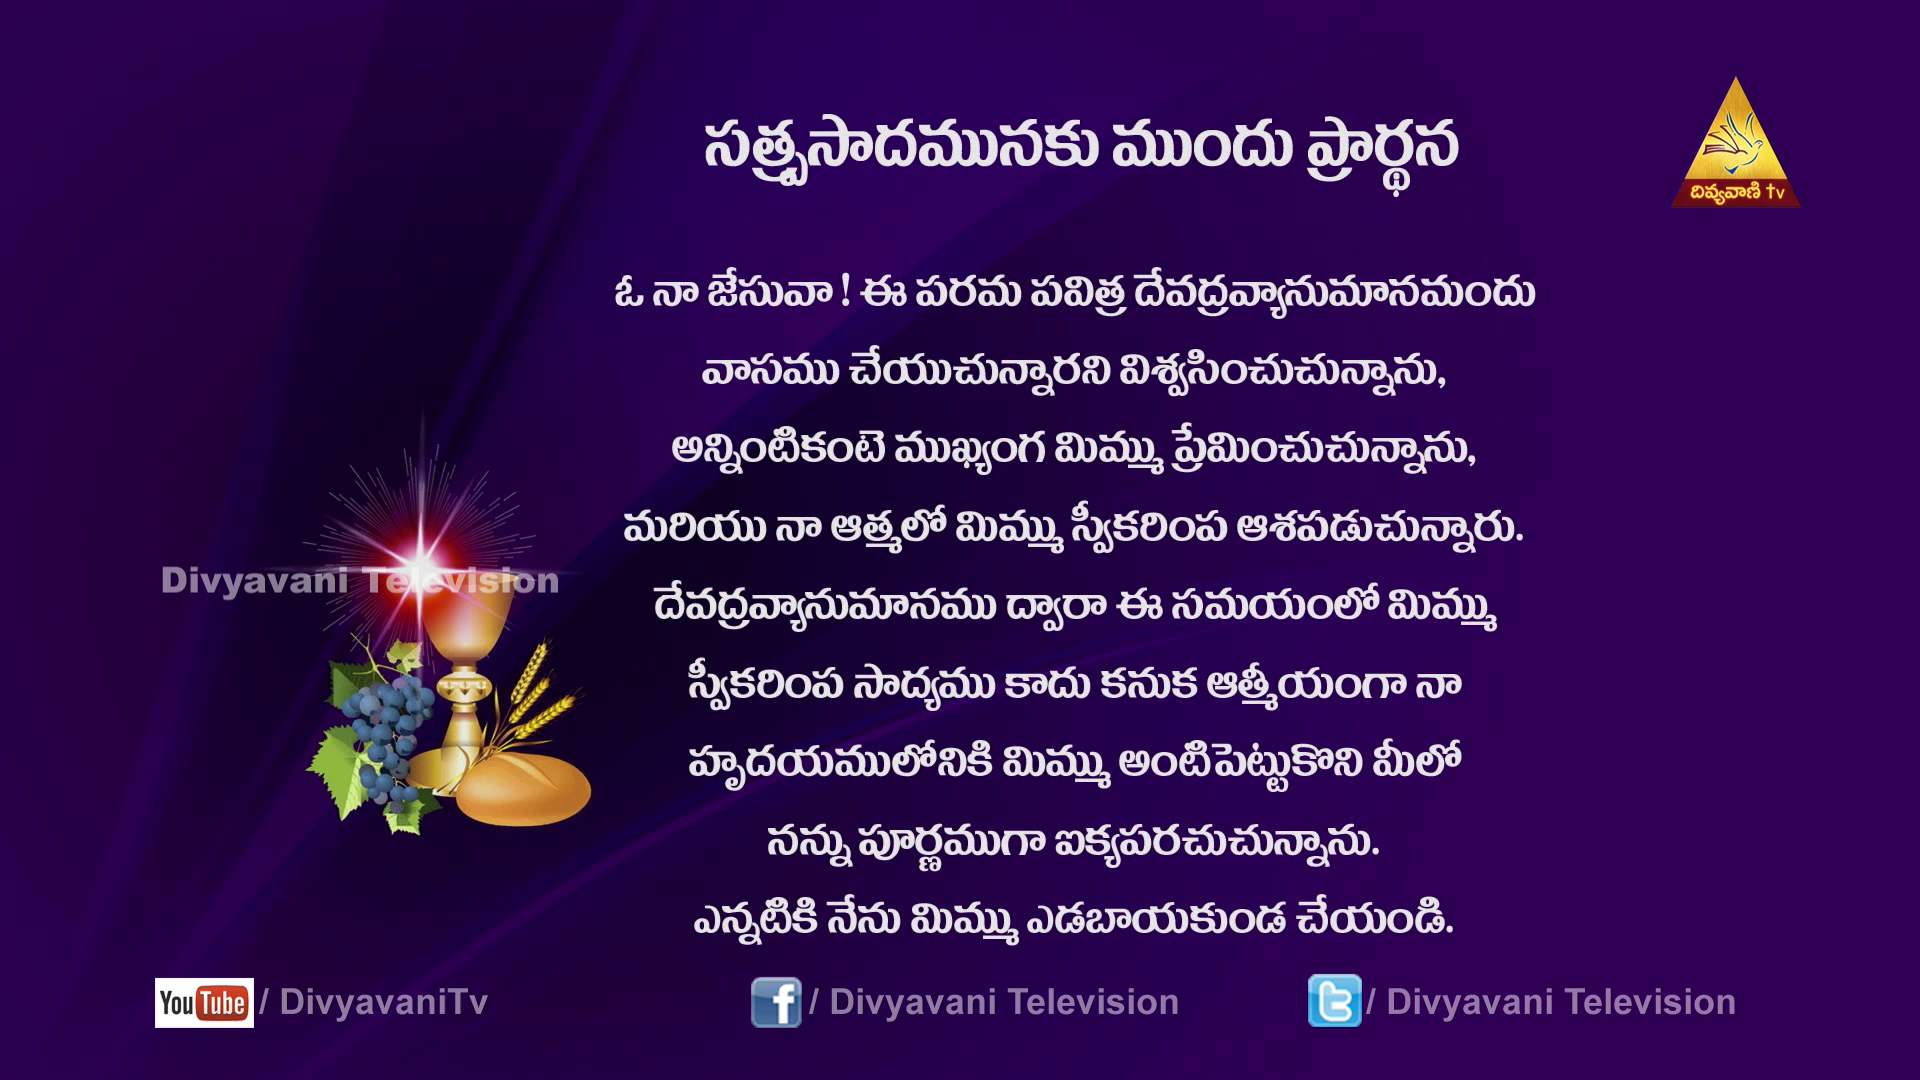 సత్ప్రసాదమునకు ముందు ప్రార్థన
దివ్యవాణి tv
ఓ నా జేసువా ! ఈ పరమ పవిత్ర దేవద్రవ్యానుమానమందు
వాసము చేయుచున్నారని విశ్వసించుచున్నాను,
అన్నింటికంటె ముఖ్యంగ మిమ్ము ప్రేమించుచున్నాను,
మరియు నా ఆత్మలో మిమ్ము స్వీకరింప ఆశపడుచున్నారు.
దేవద్రవ్యానుమానము ద్వారా ఈ సమయంలో మిమ్ము
స్వీకరింప సాద్యము కాదు కనుక ఆత్మీయంగా నా
హృదయములోనికి మిమ్ము అంటిపెట్టుకొని మీలో
నన్ను పూర్ణముగా ఐక్యపరచుచున్నాను.
ఎన్నటికి నేను మిమ్ము ఎడబాయకుండ చేయండి.
Divyavani Television
YouTube / DivyavaniTv
f / Divyavani Television
t / Divyavani Television